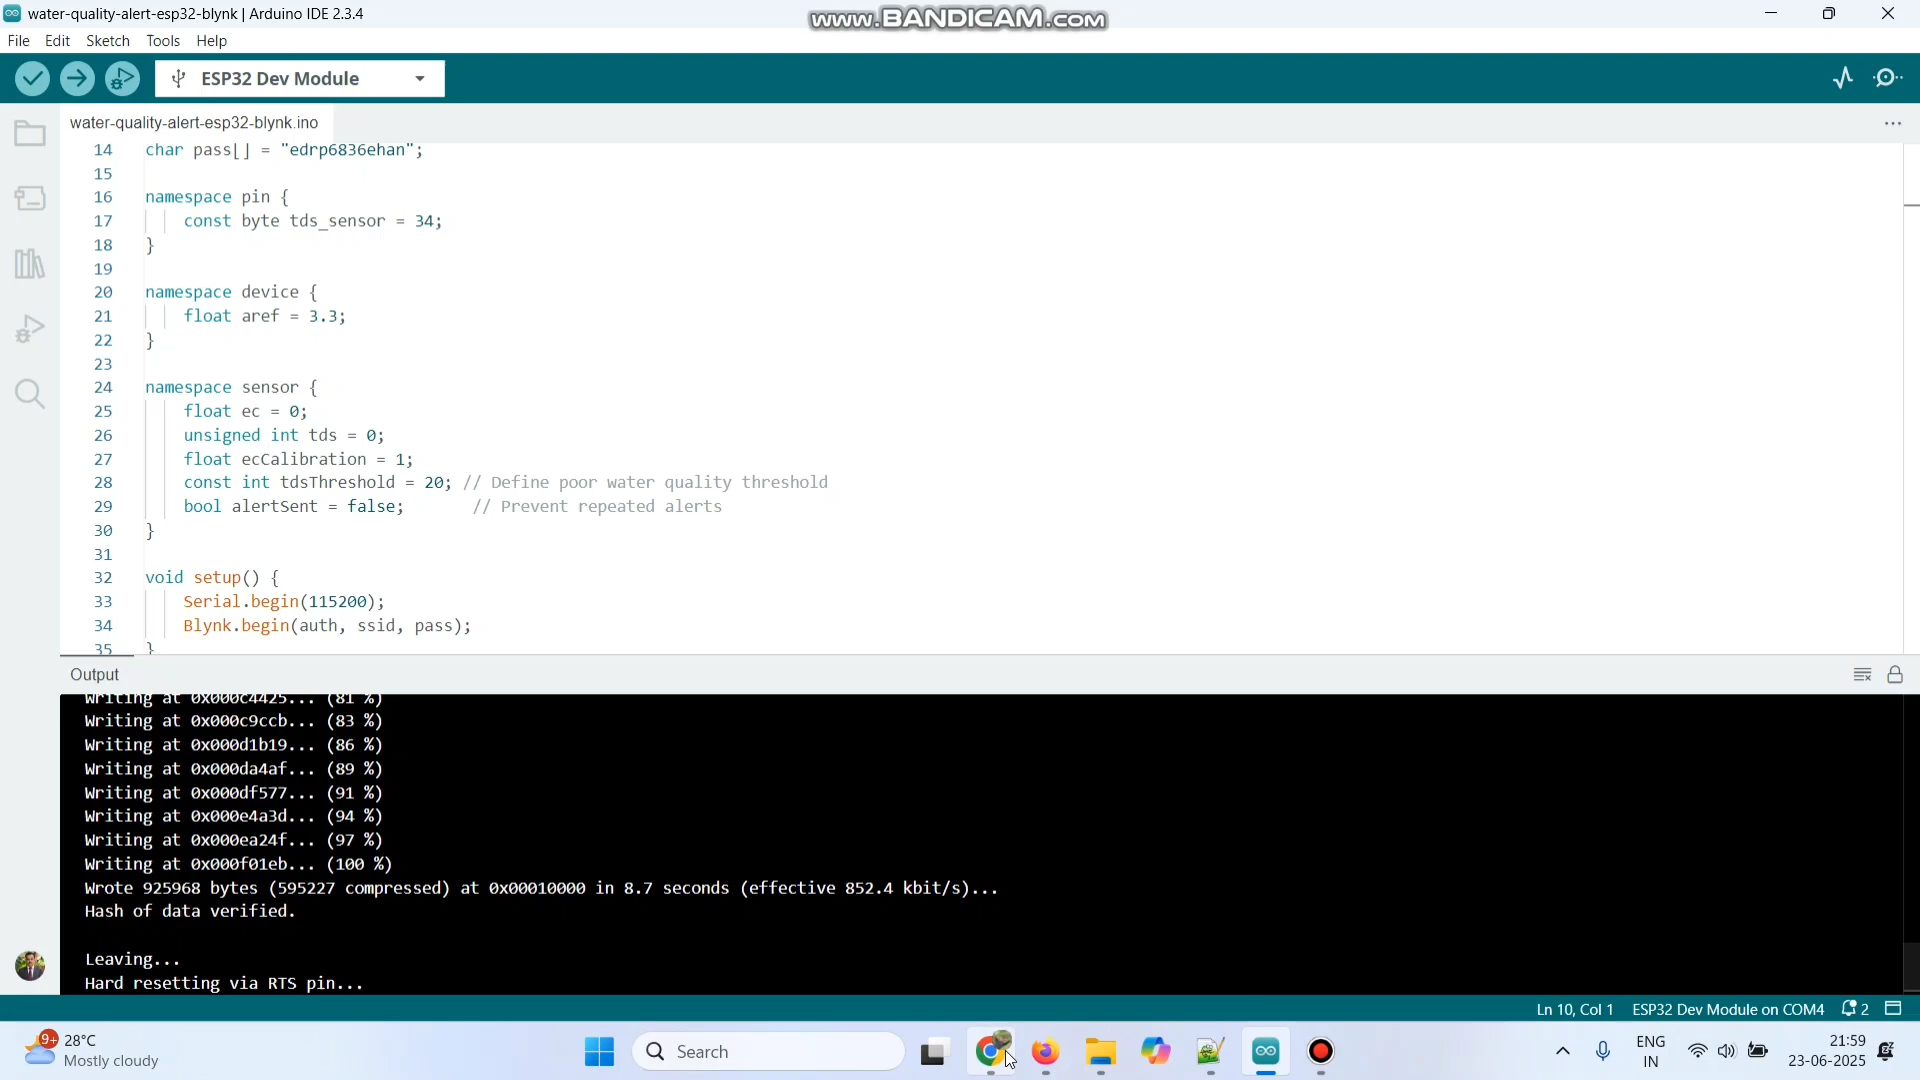 water-quality-alert-esp32-blynk | Arduino IDE 2.3.4
www.BANDICAM.com
File Edit Sketch Tools Help
ESP32 Dev Module
water-quality-alert-esp32-blynk.ino
14 char pass[] = "edrp6836ehan";
15
16 namespace pin {
17 const byte tds_sensor = 34;
18 }
19
20 namespace device {
21 float aref = 3.3;
22 }
23
24 namespace sensor {
25 float ec = 0;
26 unsigned int tds = 0;
27 float ecCalibration = 1;
28 const int tdsThreshold = 20; // Define poor water quality threshold
29 bool alertSent = false; // Prevent repeated alerts
30 }
31
32 void setup() {
33 Serial.begin(115200);
34 Blynk.begin(auth, ssid, pass);
35 }
Output
Writing at 0x000c4425... (81 %)
Writing at 0x000c9ccb... (83 %)
Writing at 0x000d1b19... (86 %)
Writing at 0x000da4af... (89 %)
Writing at 0x000df577... (91 %)
Writing at 0x000e4a3d... (94 %)
Writing at 0x000ea24f... (97 %)
Writing at 0x000f01eb... (100 %)
Wrote 925968 bytes (595227 compressed) at 0x00010000 in 8.7 seconds (effective 852.4 kbit/s)...
Hash of data verified.
Leaving...
Hard resetting via RTS pin...
Ln 10, Col 1 ESP32 Dev Module on COM4 2
9+ 28°C
Mostly cloudy
Search
ENG
IN
21:59
23-06-2025